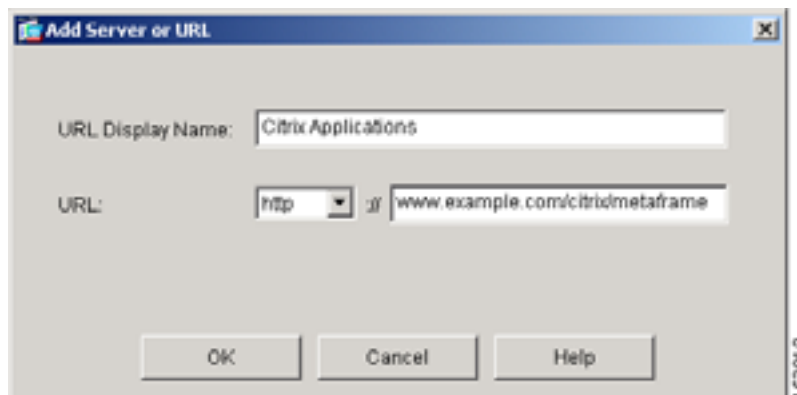 Add Server or URL
URL Display Name: Citrix Applications
URL: http :// www.example.com/citrix/metaframe
OK Cancel Help